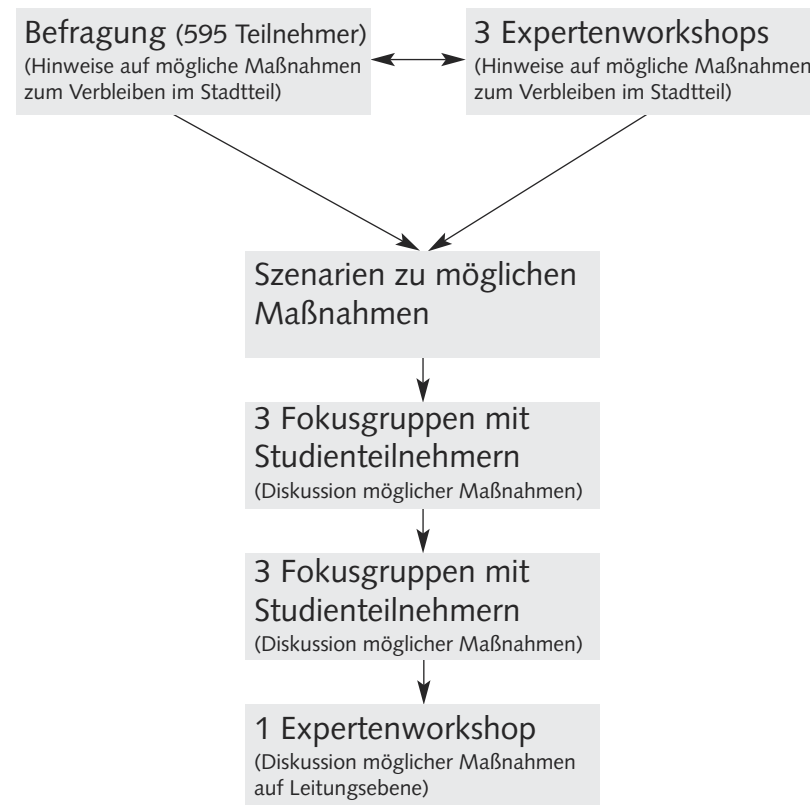 Befragung (595 Teilnehmer)
(Hinweise auf mögliche Maßnahmen
zum Verbleiben im Stadtteil)
3 Expertenworkshops
(Hinweise auf mögliche Maßnahmen
zum Verbleiben im Stadtteil)
Szenarien zu möglichen
Maßnahmen
3 Fokusgruppen mit
Studienteilnehmern
(Diskussion möglicher Maßnahmen)
3 Fokusgruppen mit
Studienteilnehmern
(Diskussion möglicher Maßnahmen)
1 Expertenworkshop
(Diskussion möglicher Maßnahmen
auf Leitungsebene)